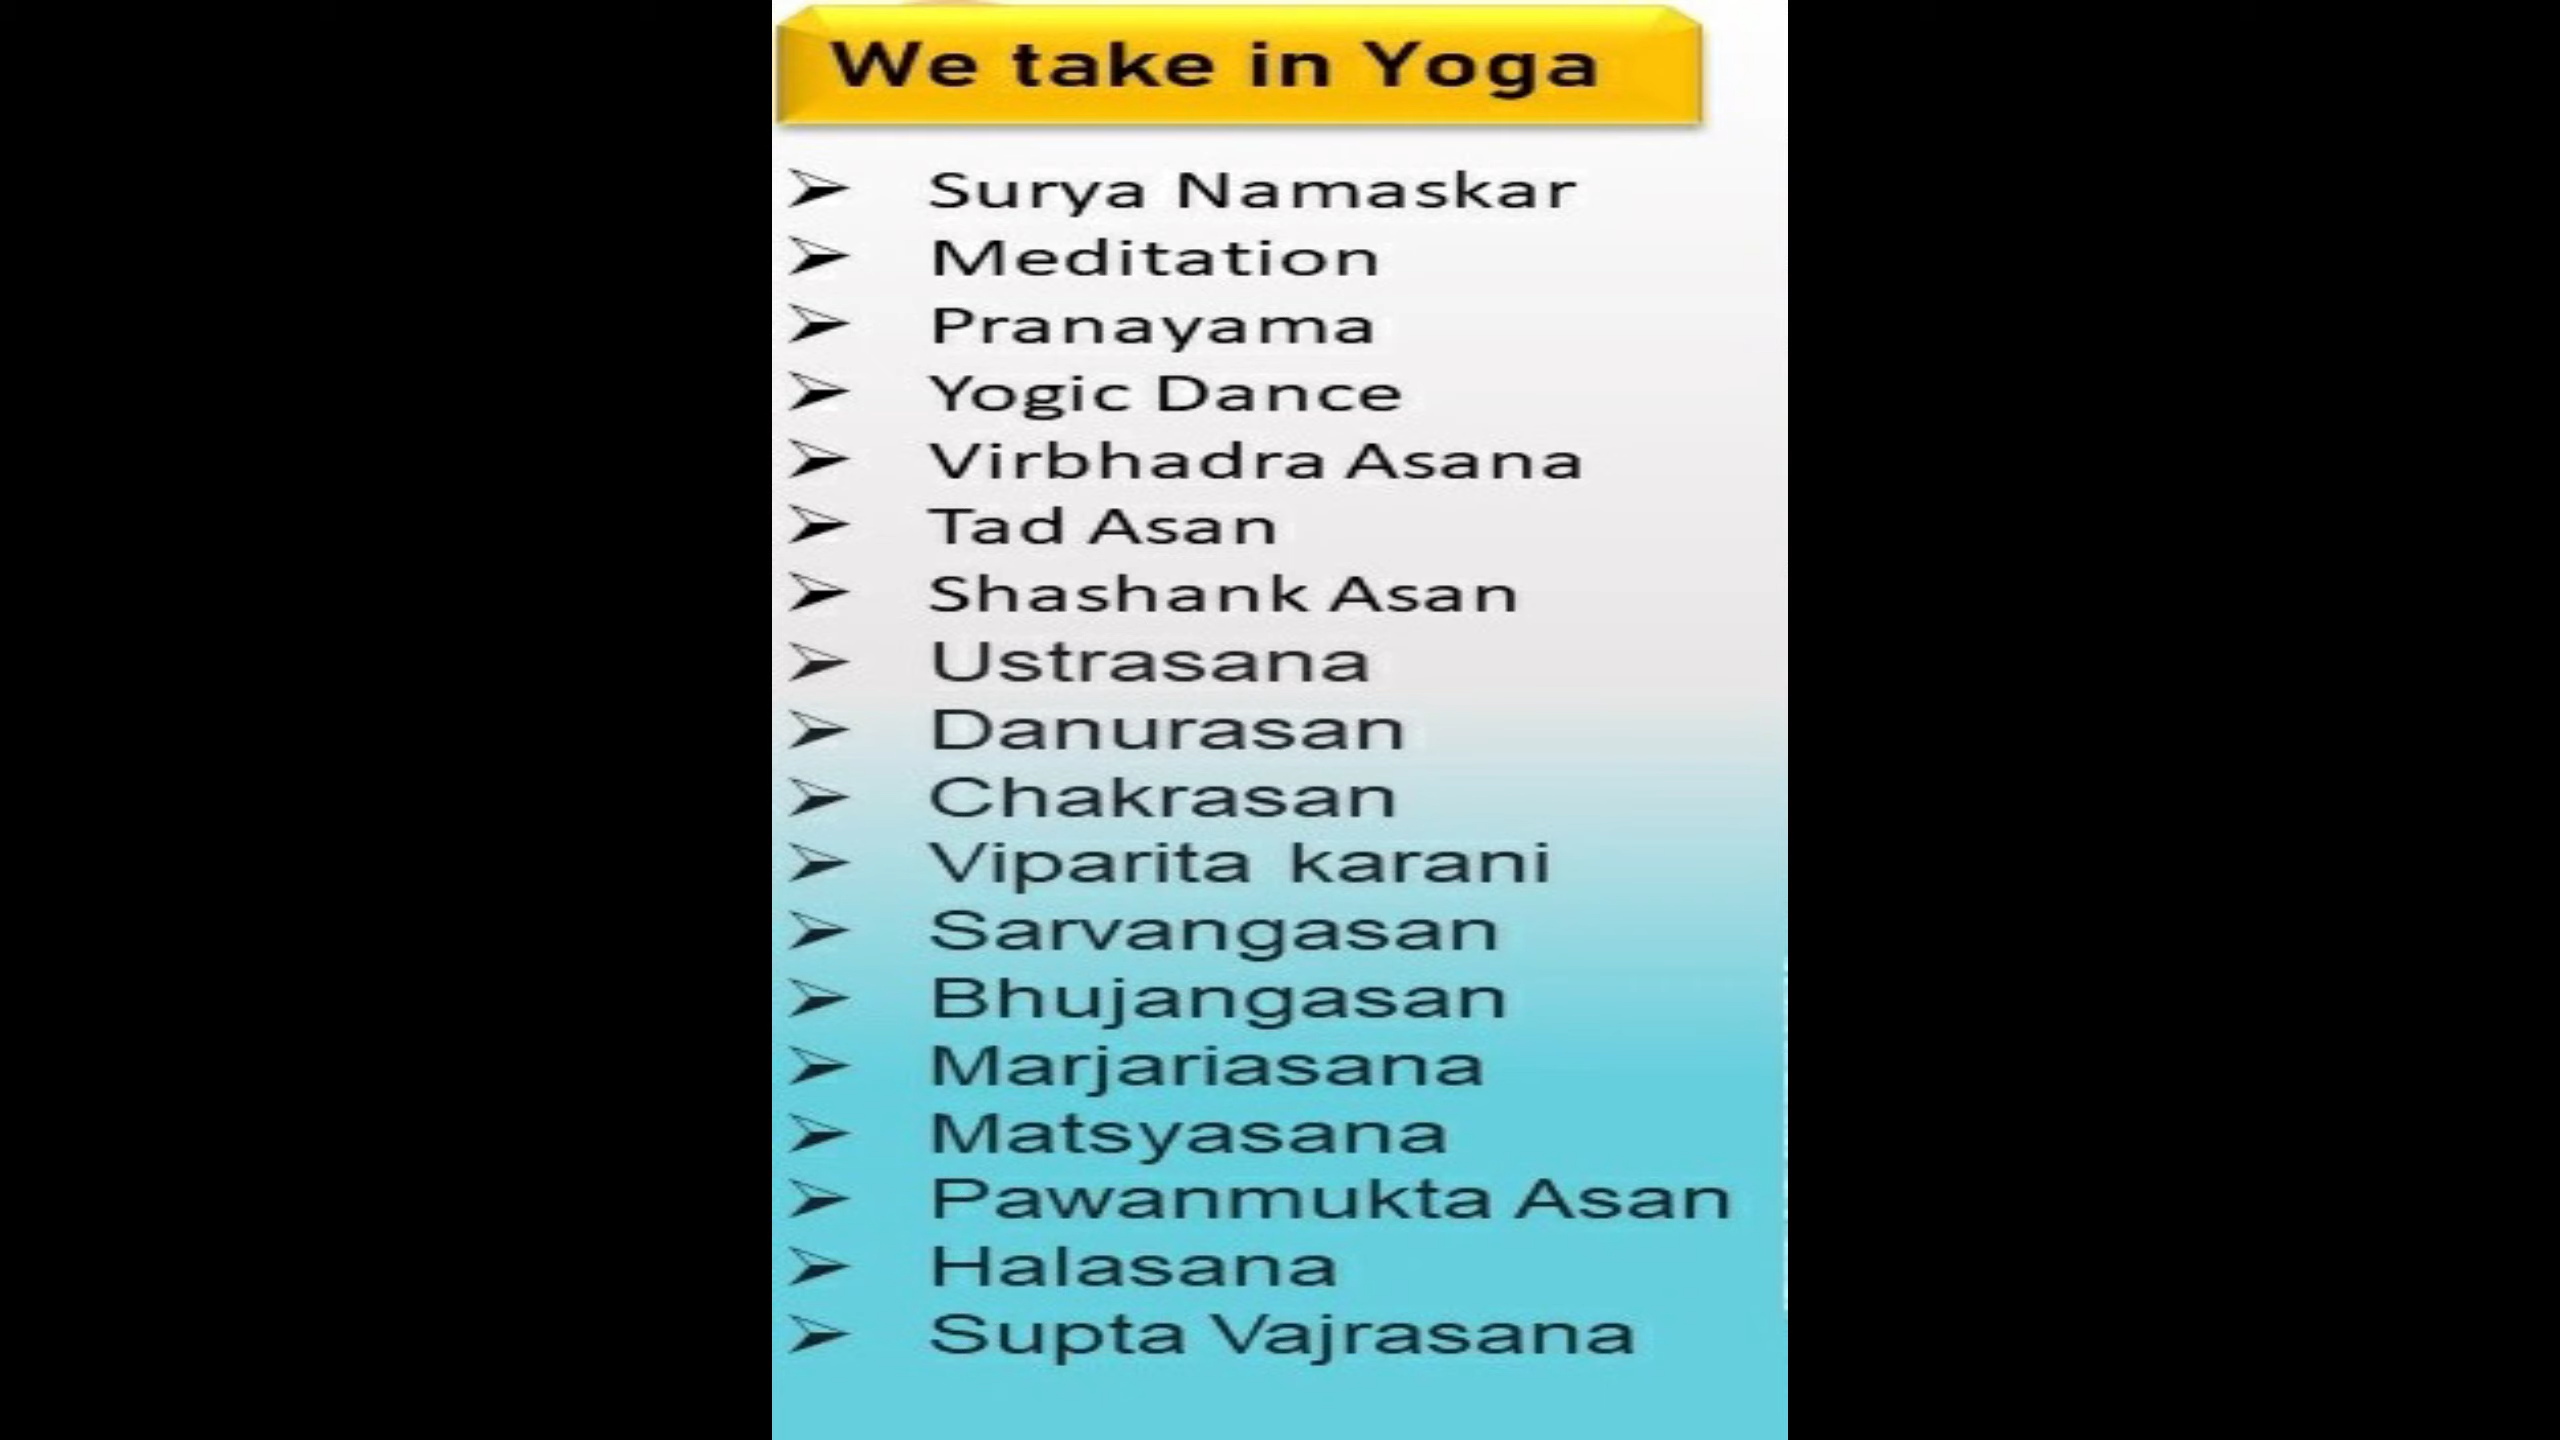 We take in Yoga
Surya Namaskar
Meditation
Pranayama
Yogic Dance
Virbhadra Asana
Tad Asan
Shashank Asan
Ustrasana
Danurasan
Chakrasan
Viparita karani
Sarvangasan
Bhujangasan
Marjariasana
Matsyasana
Pawanmukta Asan
Halasana
Supta Vajrasana